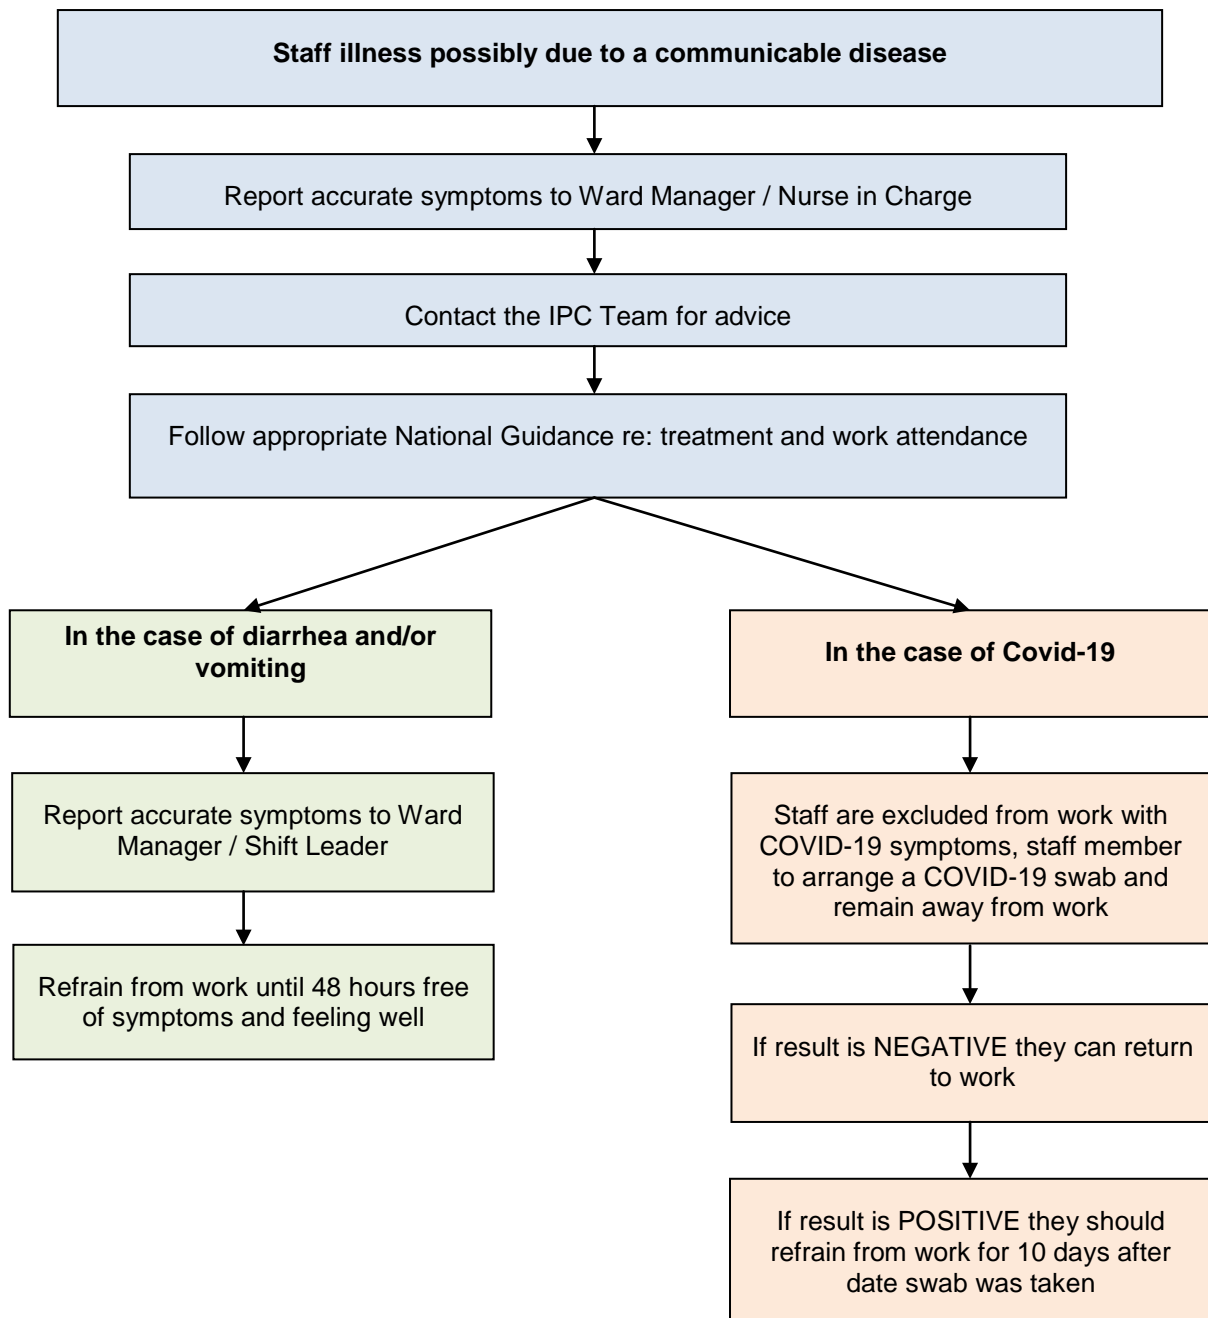 Staff illness possibly due to a communicable disease
Report accurate symptoms to Ward Manager / Nurse in Charge
Contact the IPC Team for advice
Follow appropriate National Guidance re: treatment and work attendance
In the case of diarrhea and/or
vomiting
Report accurate symptoms to Ward
Manager / Shift Leader
Refrain from work until 48 hours free
of symptoms and feeling well
In the case of Covid-19
Staff are excluded from work with
COVID-19 symptoms, staff member
to arrange a COVID-19 swab and
remain away from work
If result is NEGATIVE they can return
to work
If result is POSITIVE they should
refrain from work for 10 days after
date swab was taken